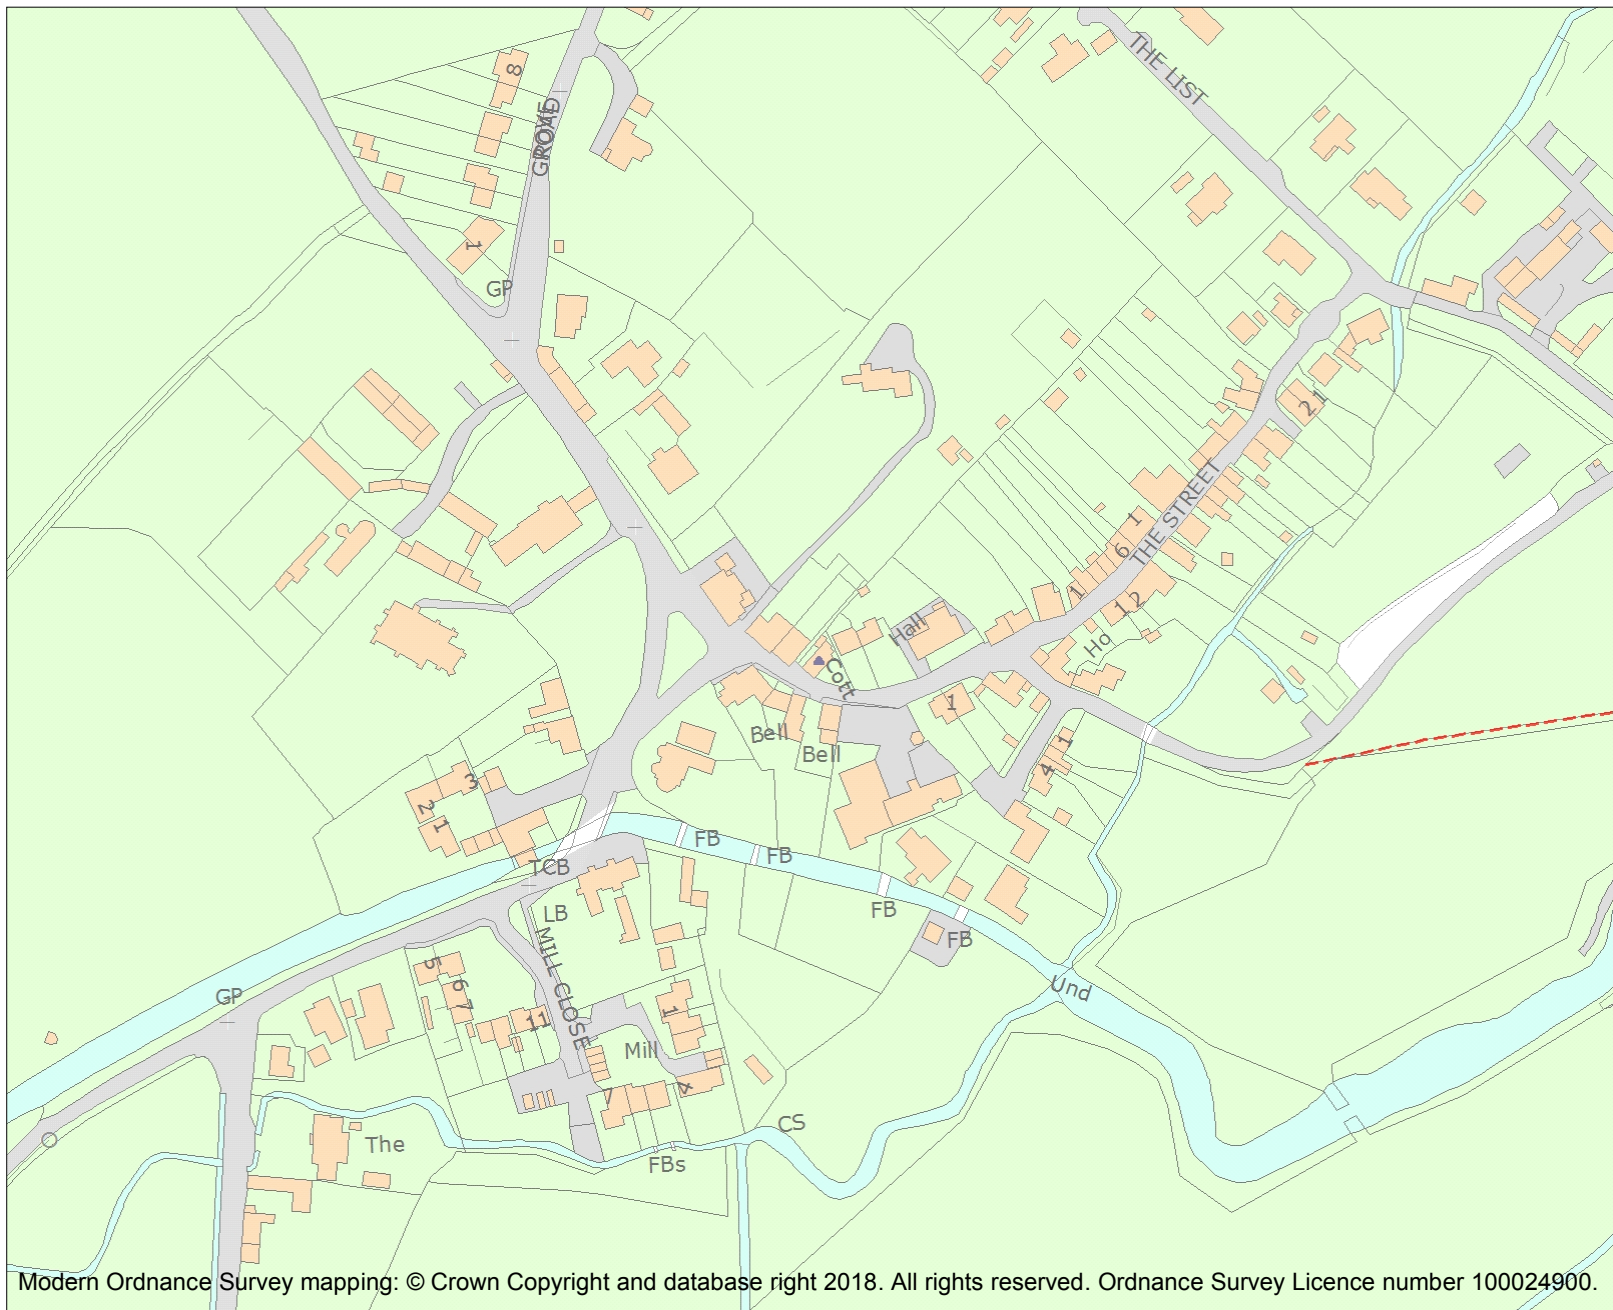 THE LIST
8
GROVE
ROAD
1
GP
2 1
THE STREET
1
6
1
1 2
Hall
Ho
Cott
1
Bell
Bell
1
4
3
2
1
FB
FB
TCB
FB
LB
FB
MILL CLOSE
5
6
7
GP
Und
11
1
Mill
4
7
CS
The
FBs
Modern Ordnance Survey mapping: © Crown Copyright and database right 2018. All rights reserved. Ordnance Survey Licence number 100024900.